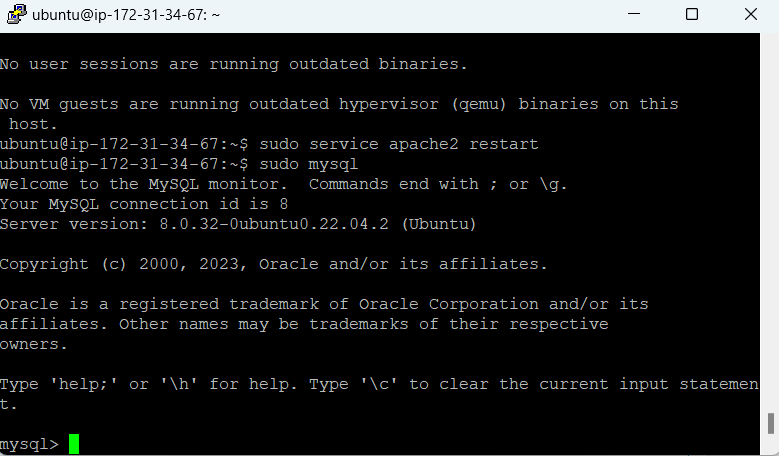 ubuntu@ip-172-31-34-67: ~
No user sessions are running outdated binaries.
No VM guests are running outdated hypervisor (qemu) binaries on this
 host.
ubuntu@ip-172-31-34-67:~$ sudo service apache2 restart
ubuntu@ip-172-31-34-67:~$ sudo mysql
Welcome to the MySQL monitor.  Commands end with ; or \g.
Your MySQL connection id is 8
Server version: 8.0.32-0ubuntu0.22.04.2 (Ubuntu)
Copyright (c) 2000, 2023, Oracle and/or its affiliates.
Oracle is a registered trademark of Oracle Corporation and/or its
affiliates. Other names may be trademarks of their respective
owners.
Type 'help;' or '\h' for help. Type '\c' to clear the current input statemen
t.
mysql>